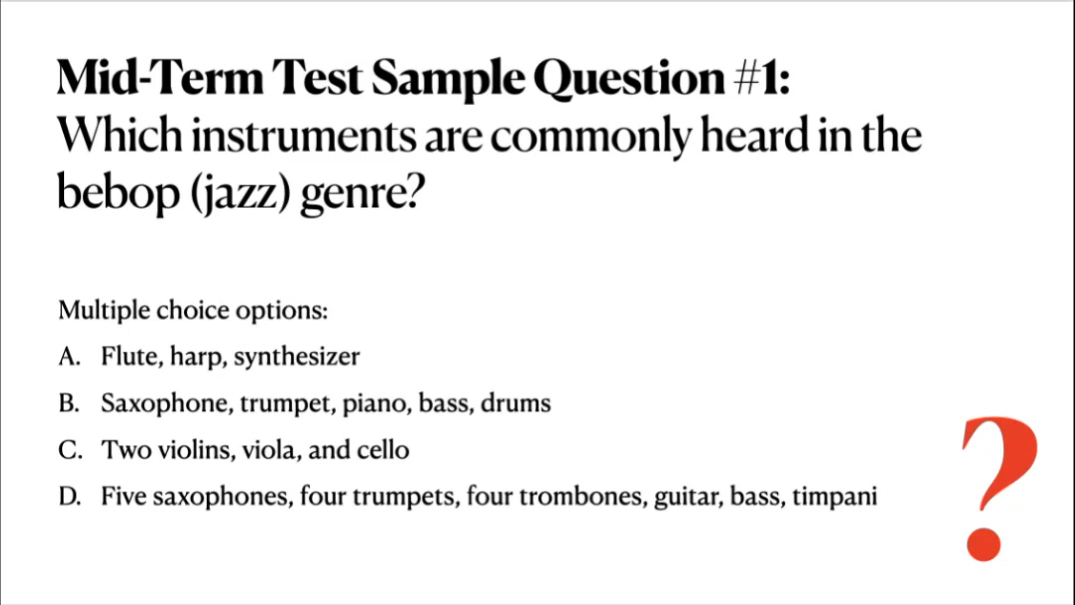 Mid-Term Test Sample Question #1:
Which instruments are commonly heard in the
bebop (jazz) genre?
Multiple choice options:
A. Flute, harp, synthesizer
B. Saxophone, trumpet, piano, bass, drums
C. Two violins, viola, and cello
D. Five saxophones, four trumpets, four trombones, guitar, bass, timpani
?